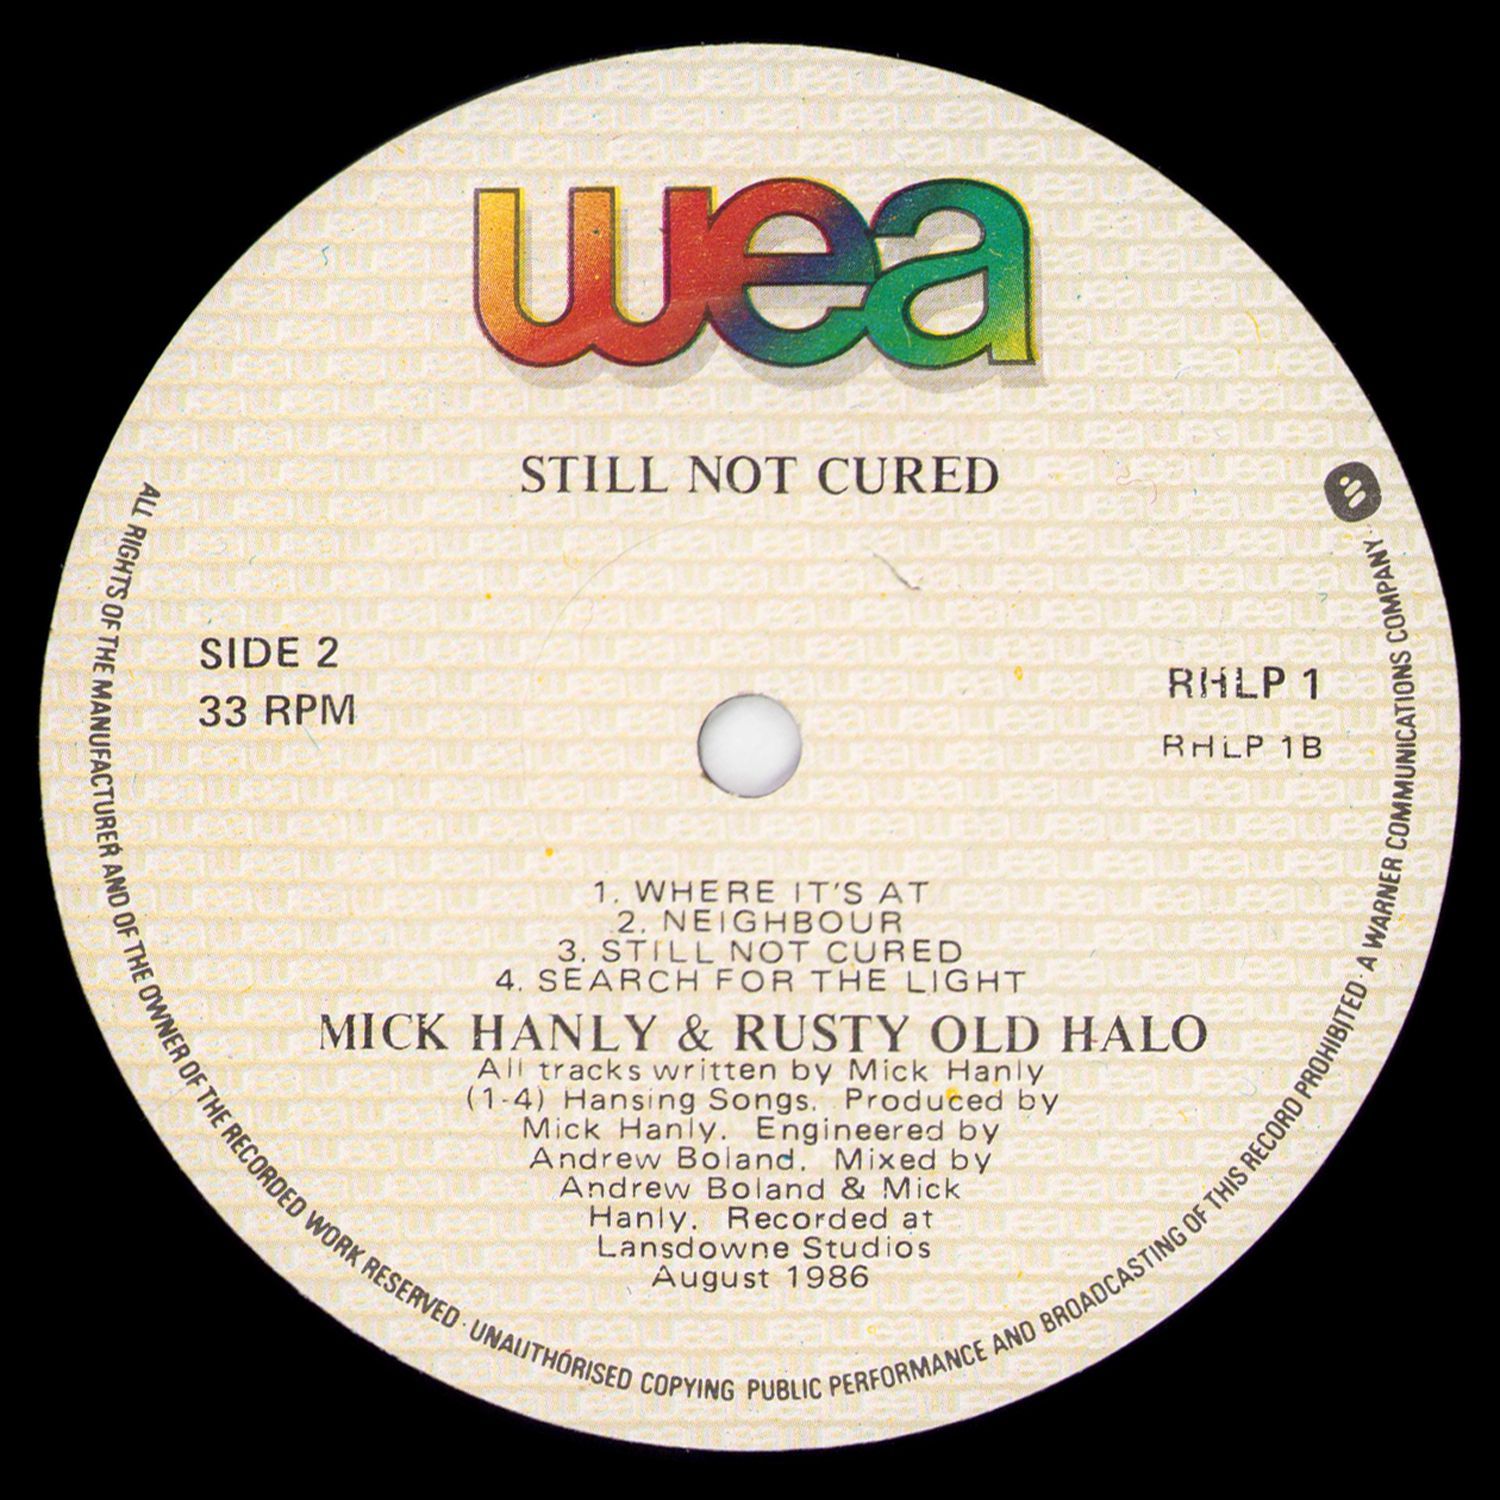 wea
STILL NOT CURED
SIDE 2
33 RPM
RHLP 1
RHLP 1B
1. WHERE IT'S AT
2. NEIGHBOUR
3. STILL NOT CURED
4. SEARCH FOR THE LIGHT
MICK HANLY & RUSTY OLD HALO
All tracks written by Mick Hanly
(1-4) Hansing Songs. Produced by
Mick Hanly. Engineered by
Andrew Boland. Mixed by
Andrew Boland & Mick
Hanly. Recorded at
Lansdowne Studios
August 1986
ALL RIGHTS OF THE MANUFACTURER AND OF THE OWNER OF THE RECORDED WORK RESERVED · UNAUTHORISED COPYING PUBLIC PERFORMANCE AND BROADCASTING OF THIS RECORD PROHIBITED · A WARNER COMMUNICATIONS COMPANY ·